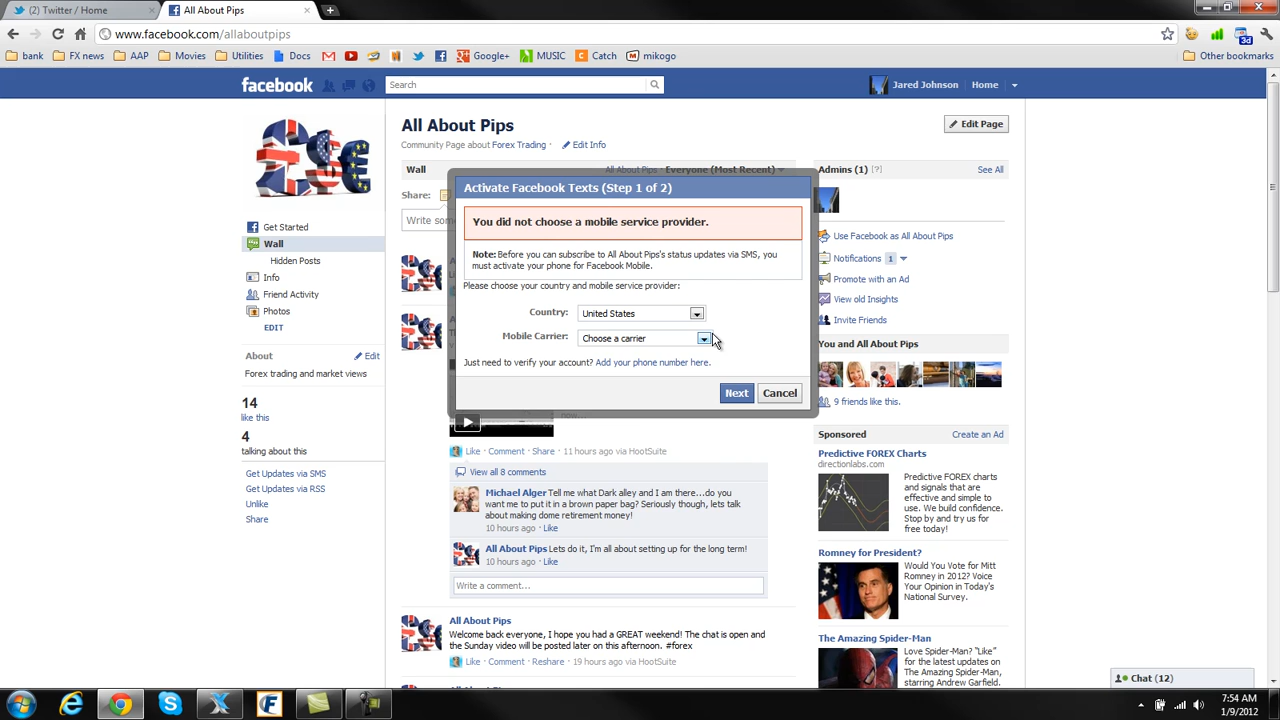 (2) Twitter / Home
All About Pips
www.facebook.com/allaboutpips
bank
FX news
AAP
Movies
Utilities
Docs
Google+
MUSIC
Catch
mikogo
Other bookmarks
facebook
Search
Jared Johnson
Home
All About Pips
Community Page about Forex Trading · Edit Info
Edit Page
Get Started
Wall
Hidden Posts
Info
Friend Activity
Photos
EDIT
About
Edit
Forex trading and market views
14
like this
4
talking about this
Get Updates via SMS
Get Updates via RSS
Unlike
Share
Wall
All About Pips · Everyone (Most Recent)
Share:
Write som
Activate Facebook Texts (Step 1 of 2)
You did not choose a mobile service provider.
Note: Before you can subscribe to All About Pips's status updates via SMS, you
must activate your phone for Facebook Mobile.
Please choose your country and mobile service provider:
Country:
United States
Mobile Carrier:
Choose a carrier
Just need to verify your account? Add your phone number here.
Next
Cancel
Like · Comment · Share · 11 hours ago via HootSuite
View all 8 comments
Michael Alger Tell me what Dark alley and I am there...do you
want me to put it in a brown paper bag? Seriously though, lets talk
about making dome retirement money!
10 hours ago · Like
All About Pips Lets do it, I'm all about setting up for the long term!
10 hours ago · Like
Write a comment...
All About Pips
Welcome back everyone, I hope you had a GREAT weekend! The chat is open and
the Sunday video will be posted later on this afternoon. #forex
Like · Comment · Reshare · 19 hours ago via HootSuite
Admins (1) [?]
See All
Use Facebook as All About Pips
Notifications 1
Promote with an Ad
View old Insights
Invite Friends
You and All About Pips
9 friends like this.
Sponsored
Create an Ad
Predictive FOREX Charts
directionlabs.com
Predictive FOREX charts
and signals that are
effective and simple to
use. We build confidence.
Stop by and try us for
free today!
Romney for President?
Would You Vote for Mitt
Romney in 2012? Voice
Your Opinion in Today's
National Survey.
The Amazing Spider-Man
Love Spider-Man? "Like"
for the latest updates on
The Amazing Spider-Man,
starring Andrew Garfield.
Chat (12)
33
7:54 AM
1/9/2012